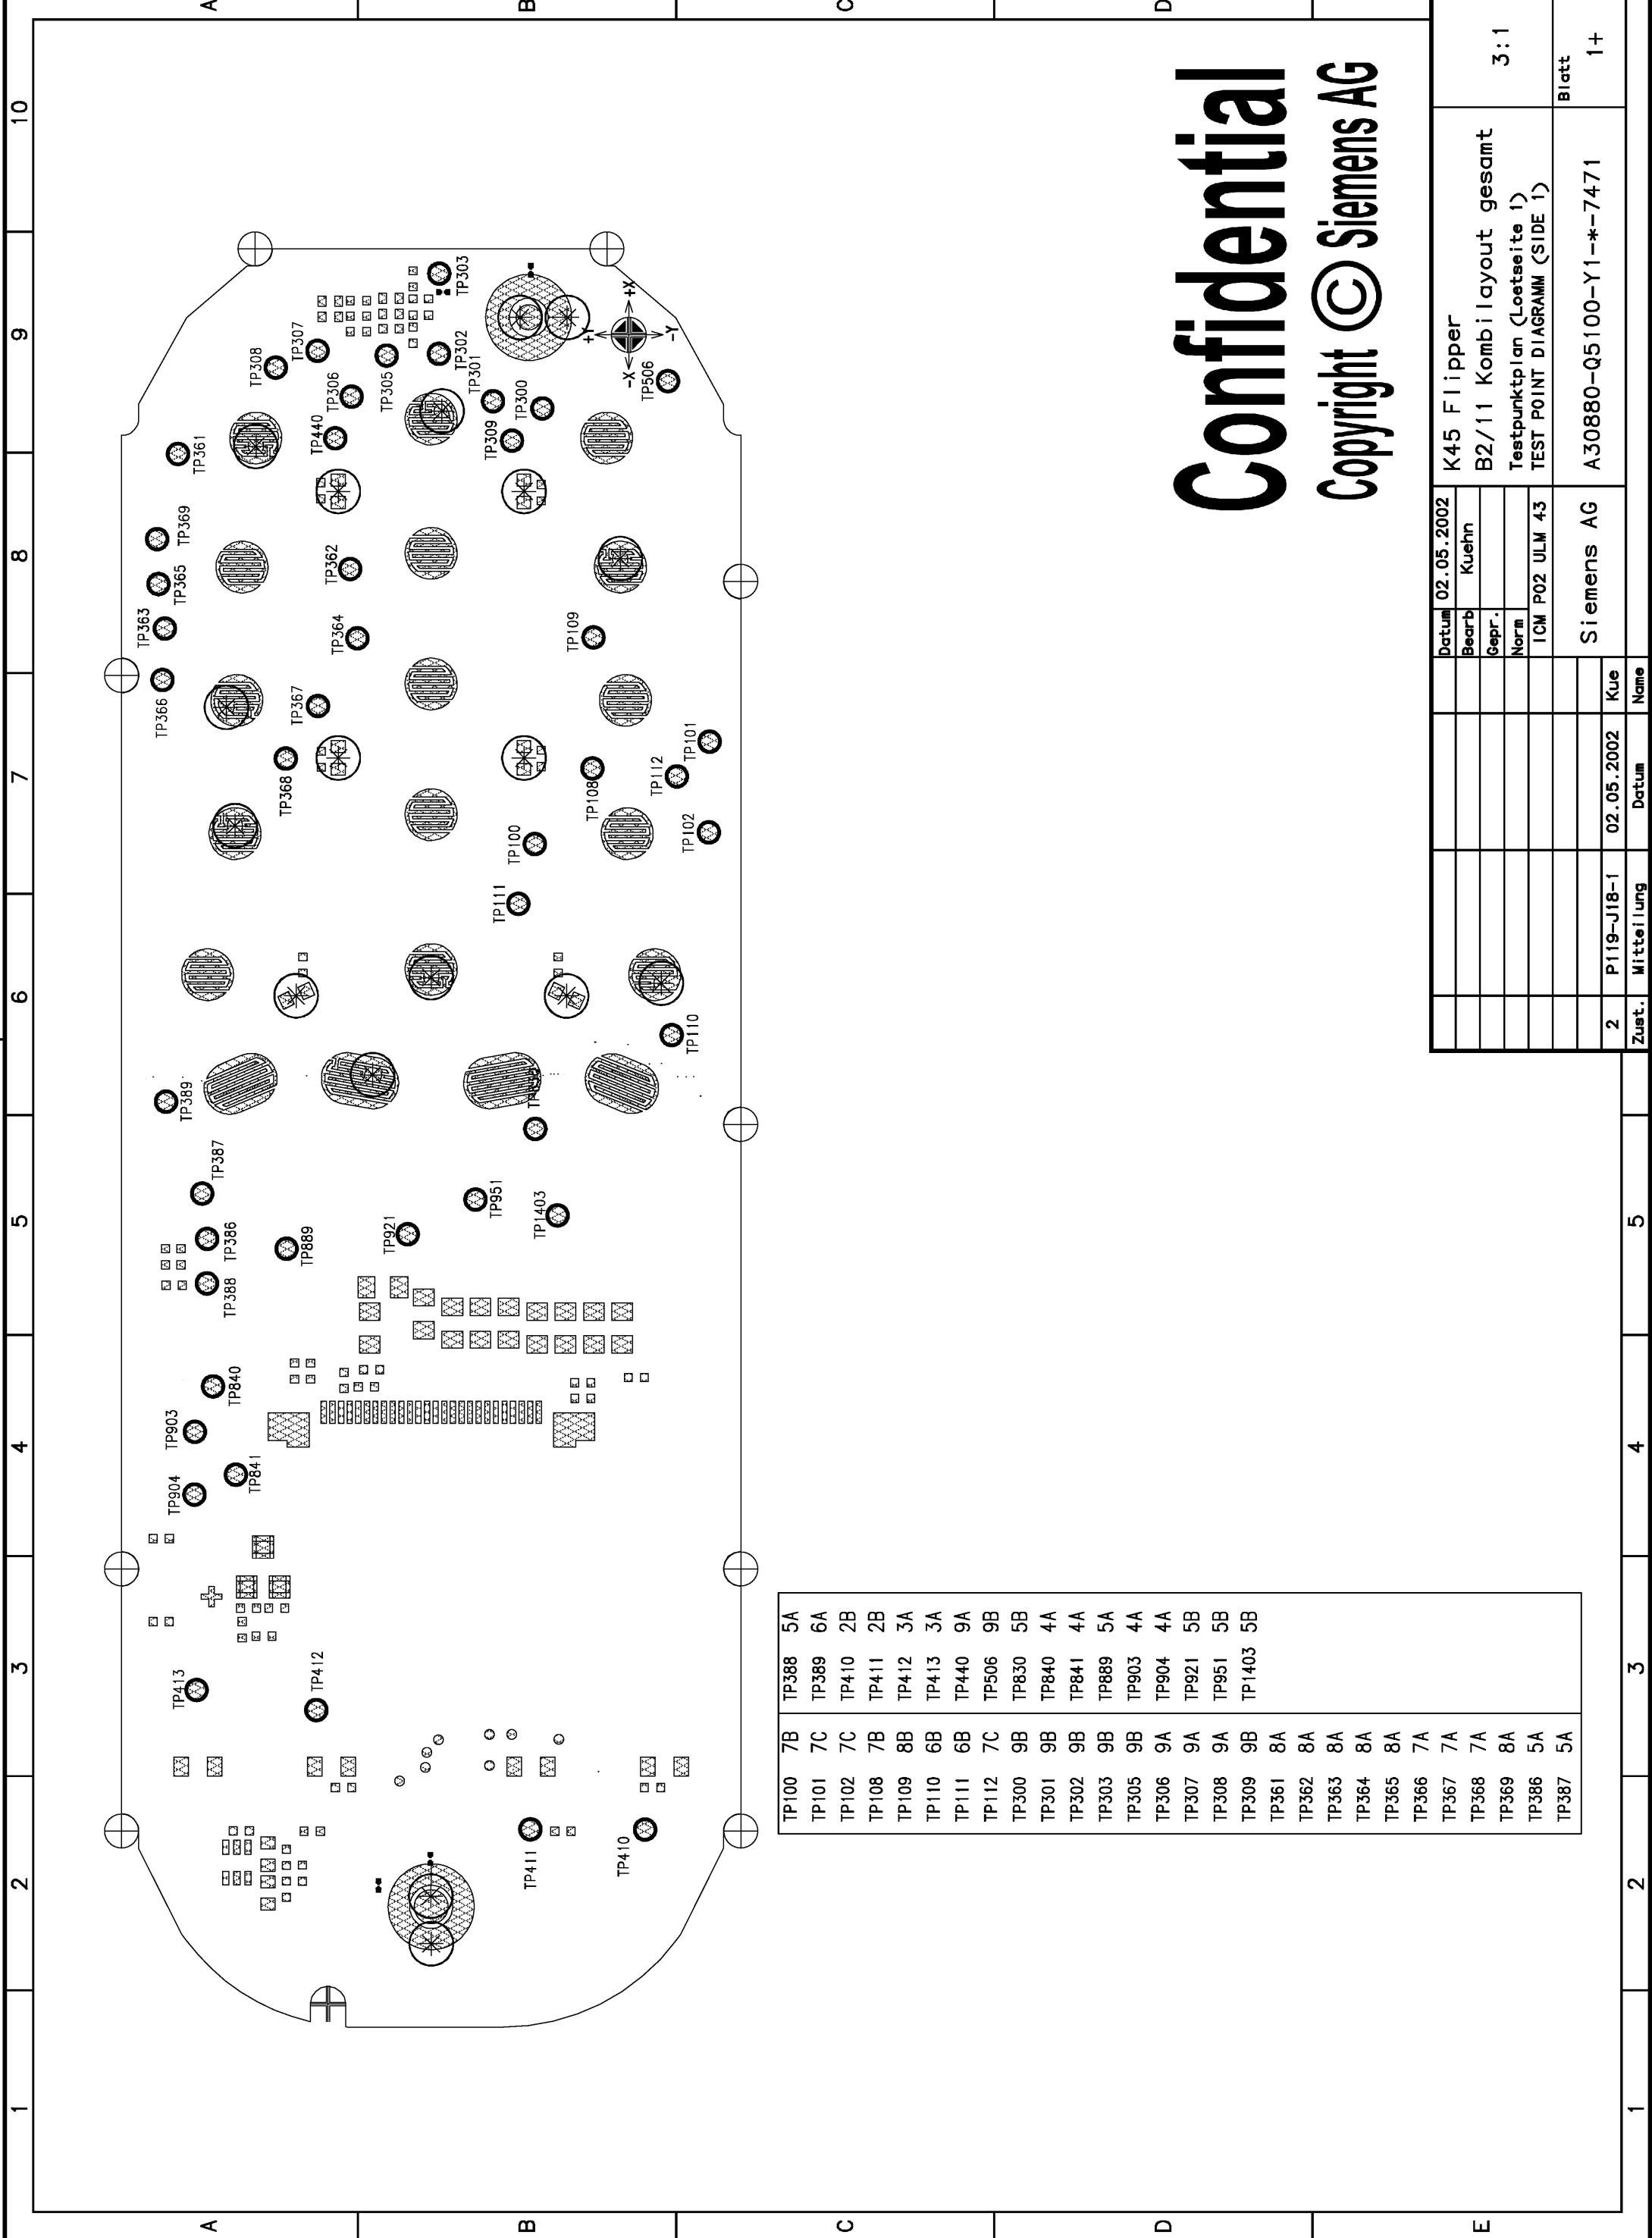 1 2 3 4 5 6 7 8 9 10
A
B
C
D
E
TP413
TP412
TP904
TP903
TP841
TP840
TP388
TP386
TP387
TP389
TP889
TP921
TP951
TP1403
TP411
TP410
TP110
TP111
TP100
TP102
TP112
TP101
TP108
TP109
TP368
TP367
TP366
TP363
TP365
TP369
TP364
TP362
TP361
TP440
TP306
TP308
TP307
TP305
TP302
TP301
TP303
TP309
TP300
TP506
+Y
-X +X
-Y
TP100 7B TP388 5A
TP101 7C TP389 6A
TP102 7C TP410 2B
TP108 7B TP411 2B
TP109 8B TP412 3A
TP110 6B TP413 3A
TP111 6B TP440 9A
TP112 7C TP506 9B
TP300 9B TP830 5B
TP301 9B TP840 4A
TP302 9B TP841 4A
TP303 9B TP889 5A
TP305 9B TP903 4A
TP306 9A TP904 4A
TP307 9A TP921 5B
TP308 9A TP951 5B
TP309 9B TP1403 5B
TP361 8A
TP362 8A
TP363 8A
TP364 8A
TP365 8A
TP366 7A
TP367 7A
TP368 7A
TP369 8A
TP386 5A
TP387 5A
Confidential
Copyright © Siemens AG
Datum 02.05.2002
Bearb Kuehn
Gepr.
Norm
ICM P02 ULM 43
Siemens AG
K45 Flipper
B2/11 Kombilayout gesamt
Testpunktplan (Loetseite 1)
TEST POINT DIAGRAMM (SIDE 1)
A30880-Q5100-Y1-*-7471
3:1
Blatt
1+
2 P119-J18-1 02.05.2002 Kue
Zust. Mitteilung Datum Name
1 2 3 4 5
A
B
C
D